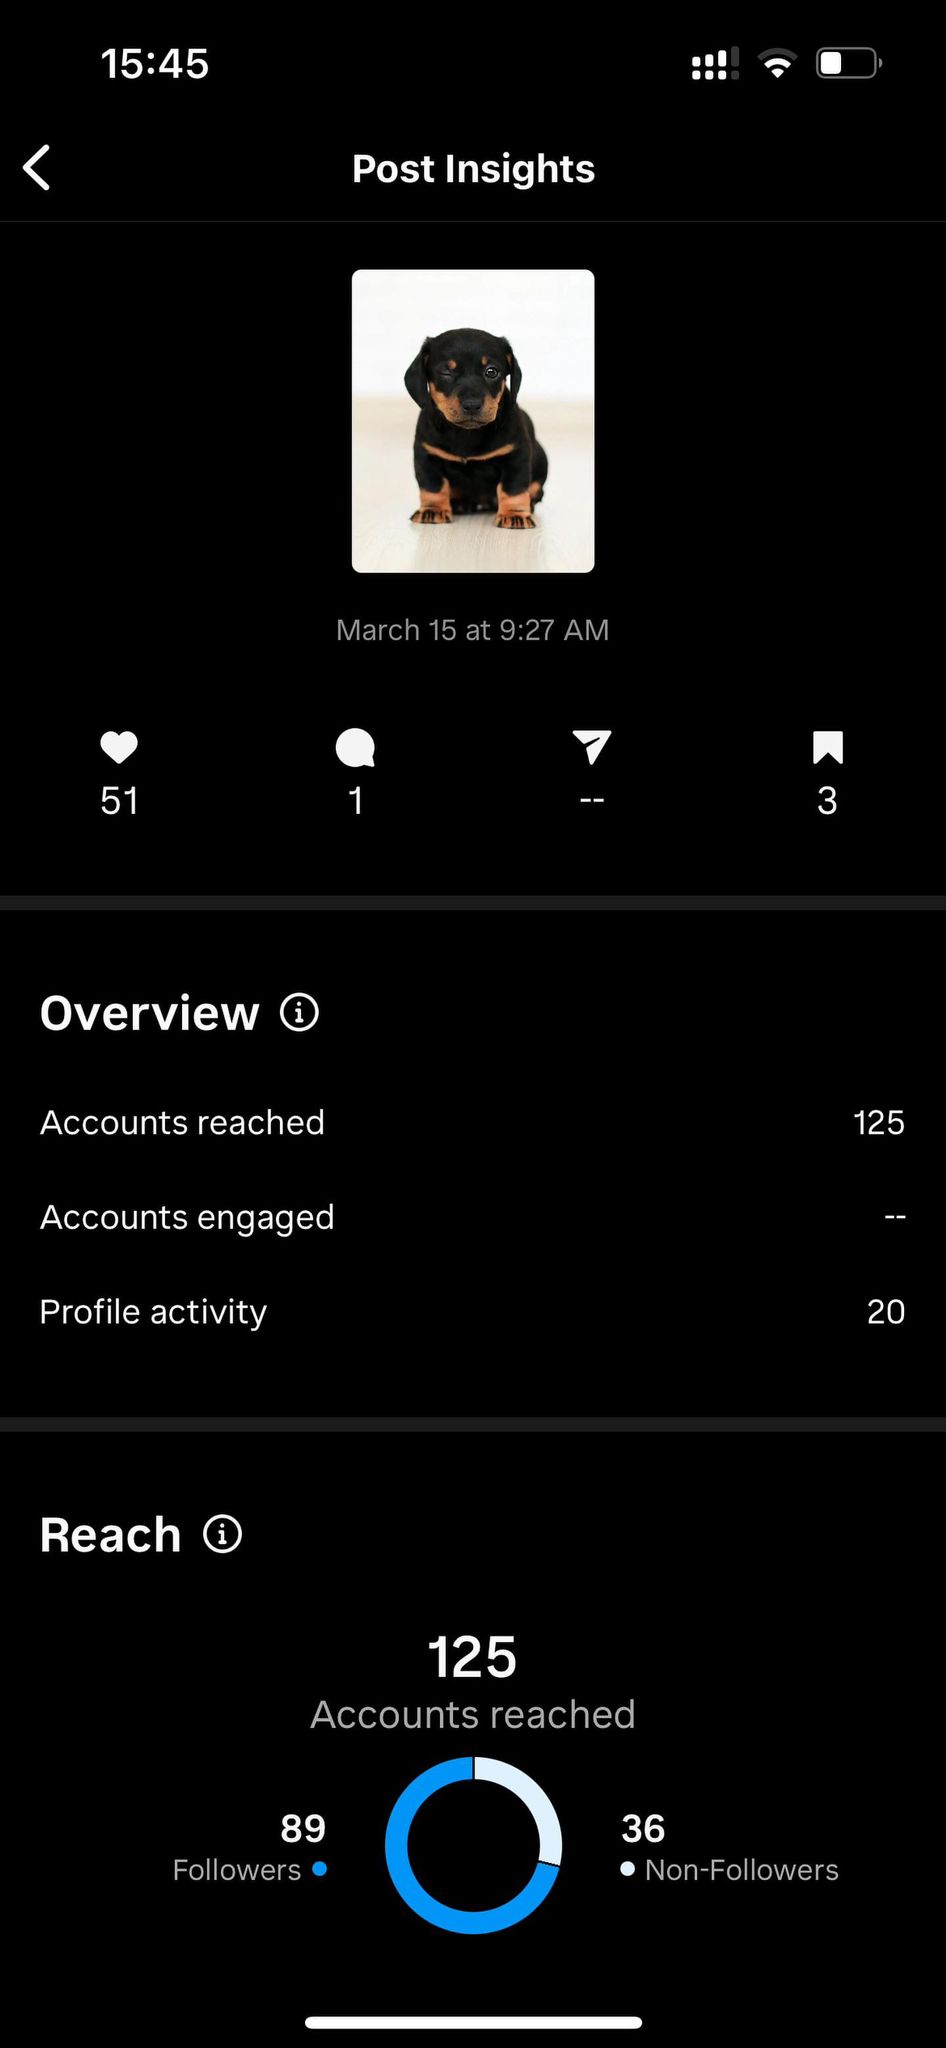 15:45
Post Insights
March 15 at 9:27 AM
51
1
--
3
Overview
Accounts reached
125
Accounts engaged
--
Profile activity
20
Reach
125
Accounts reached
89
Followers
36
Non-Followers